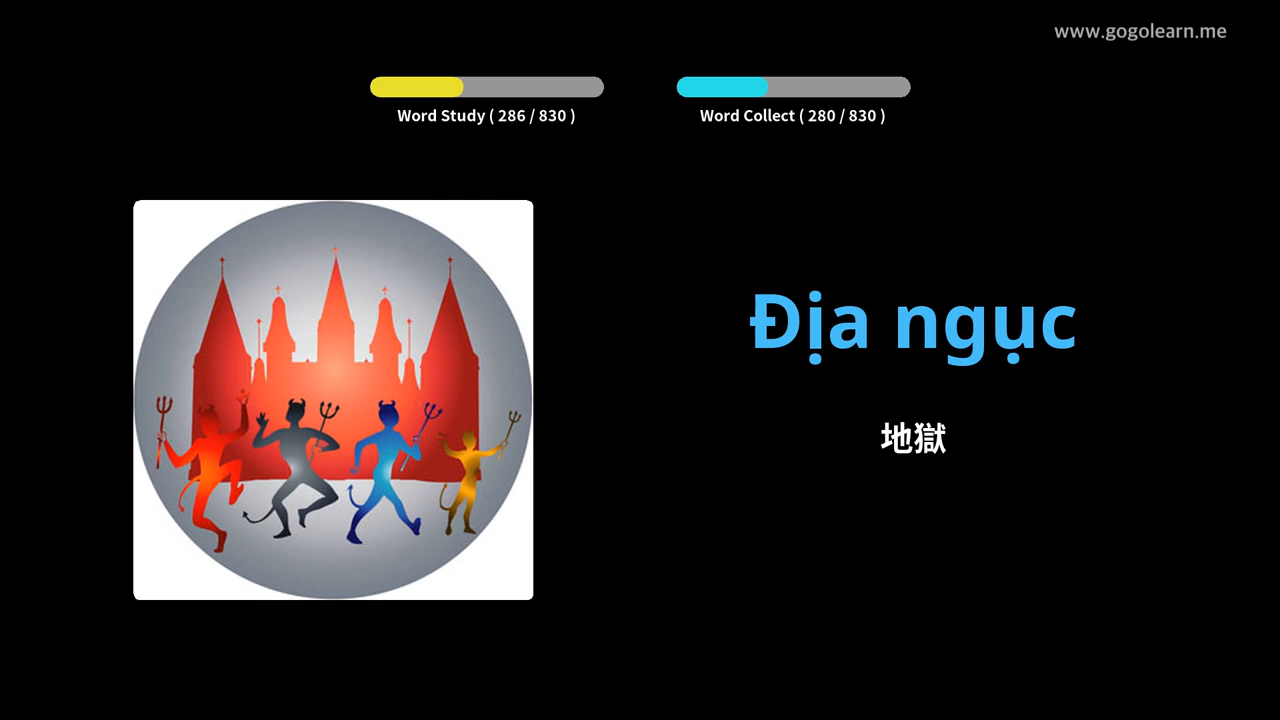 www.gogolearn.me
Word Study ( 286 / 830 )
Word Collect ( 280 / 830 )
Địa ngục
地獄